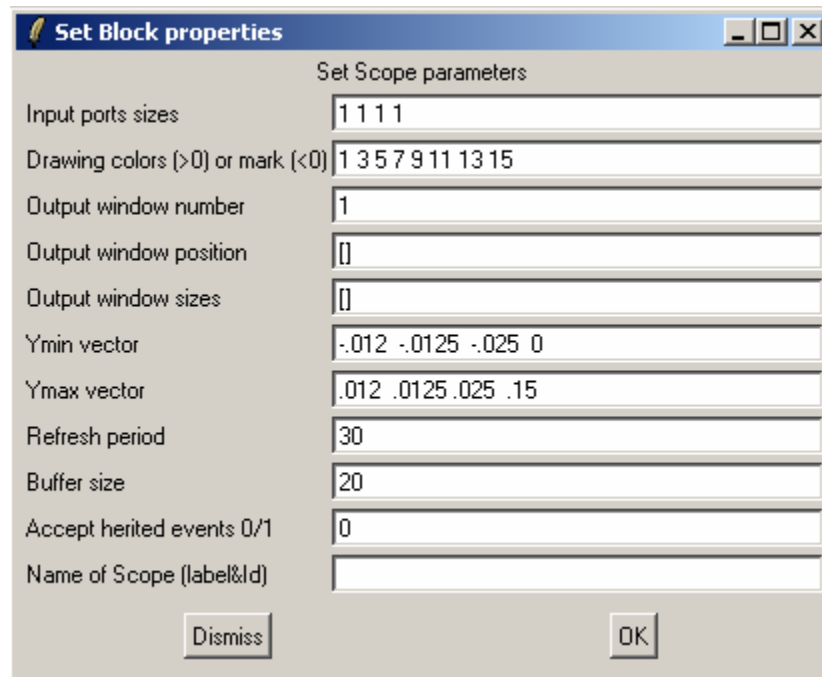 Set Block properties
Set Scope parameters
Input ports sizes 1 1 1 1
Drawing colors (>0) or mark (<0) 1 3 5 7 9 11 13 15
Output window number 1
Output window position []
Output window sizes []
Ymin vector -.012 -.0125 -.025 0
Ymax vector .012 .0125 .025 .15
Refresh period 30
Buffer size 20
Accept herited events 0/1 0
Name of Scope (label&Id)
Dismiss OK